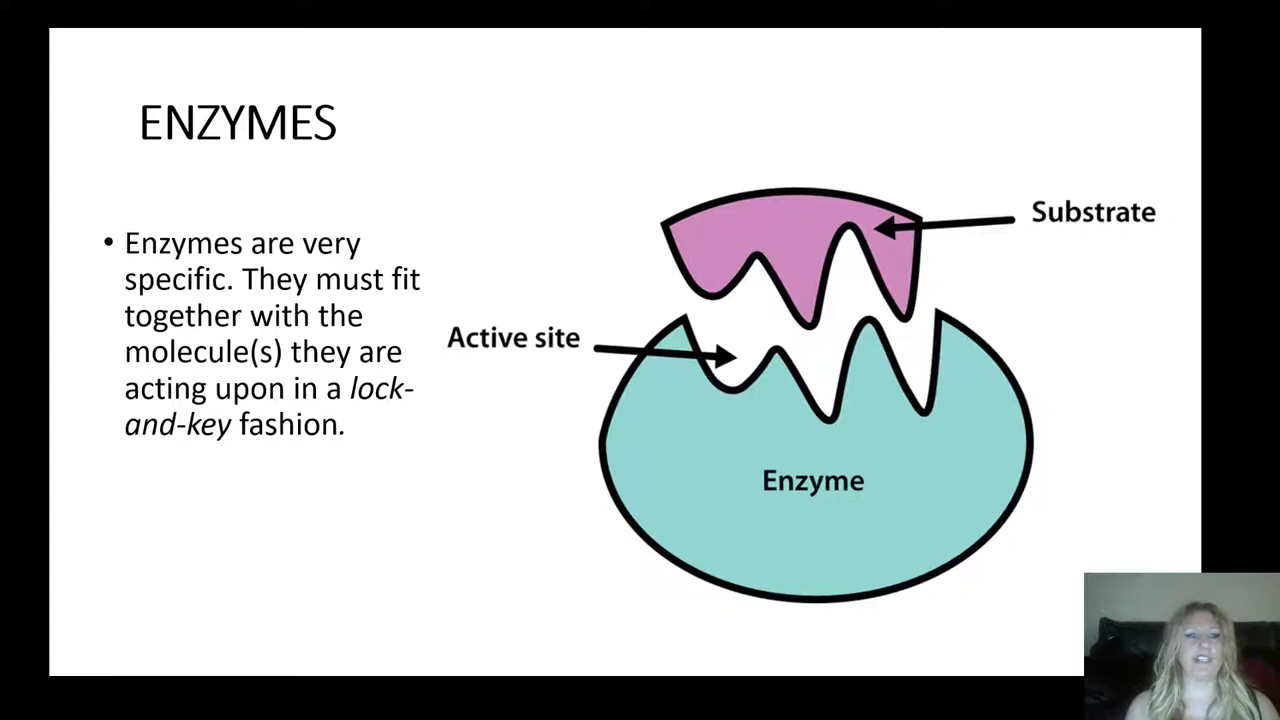 ENZYMES
• Enzymes are very
specific. They must fit
together with the
molecule(s) they are
acting upon in a lock-
and-key fashion.
Substrate
Active site
Enzyme